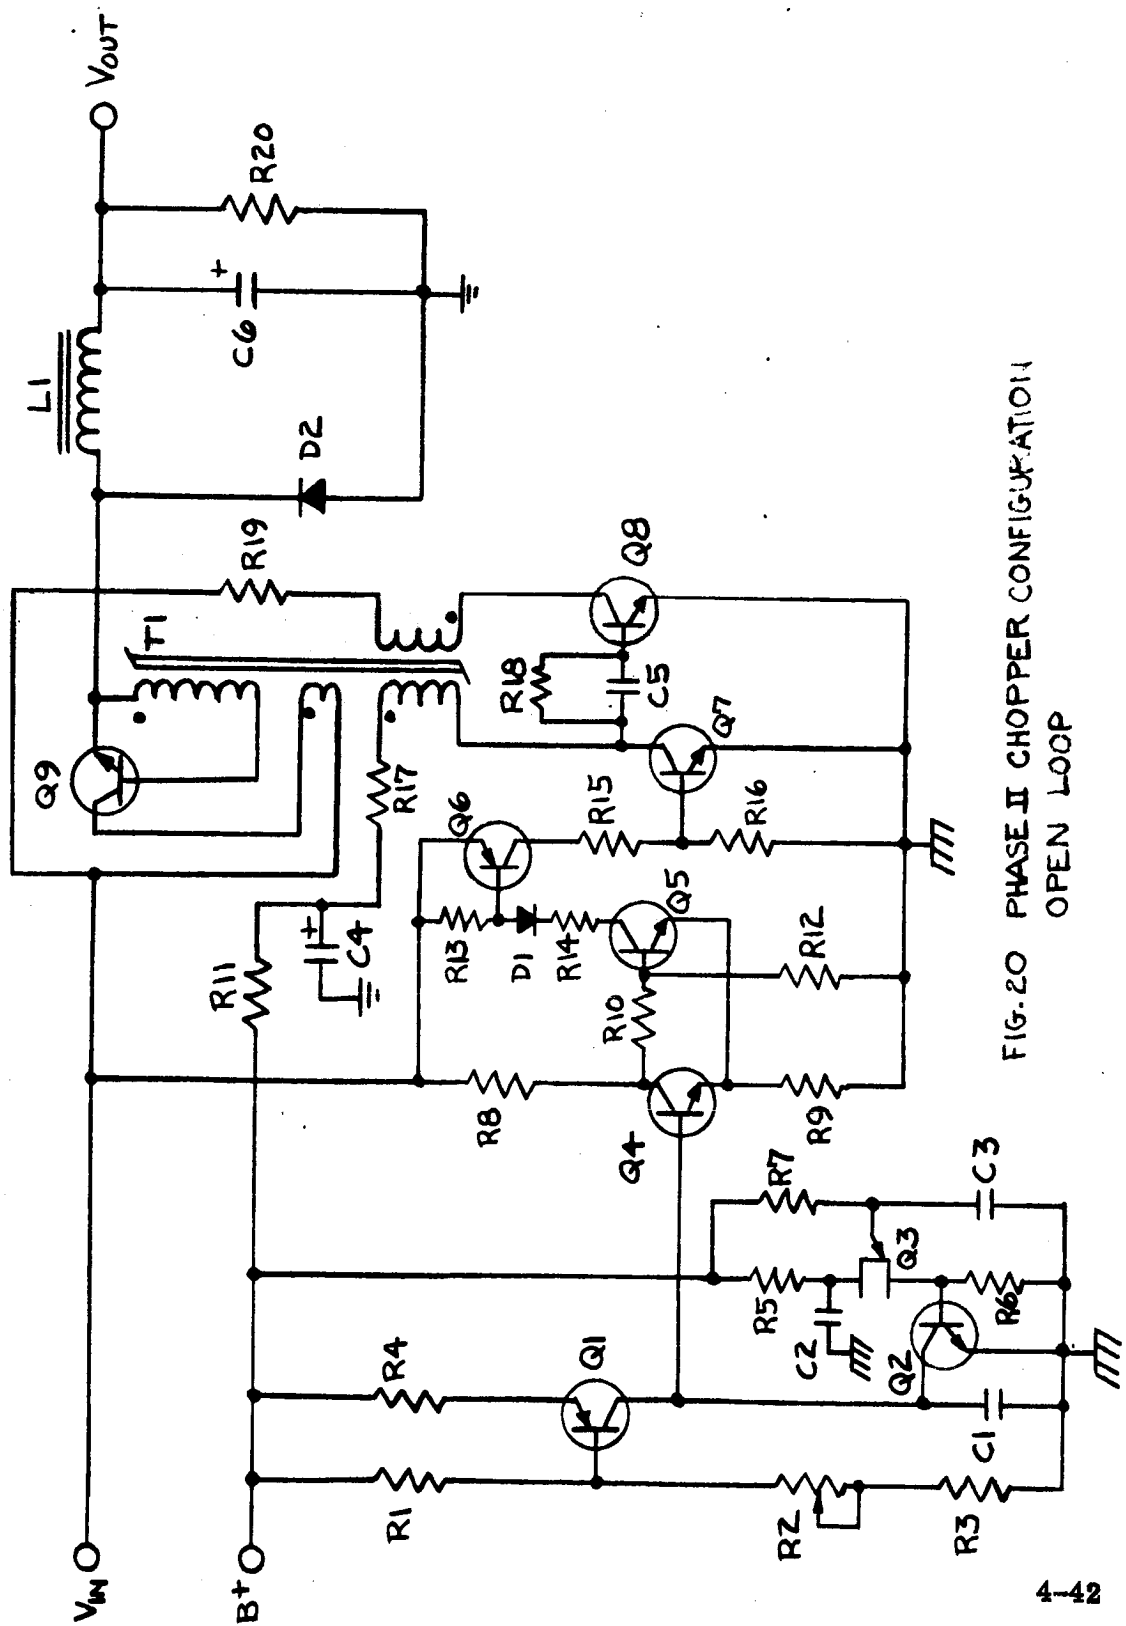 VIN
B+
VOUT
L1
R20
C6
+
D2
R19
T1
Q9
R17
R18
C5
Q8
Q7
Q6
R15
R16
R11
+
C4
R13
D1
R14
Q5
R10
R12
R8
Q4
R9
R7
C3
R5
Q3
C2
R6
Q2
R4
Q1
C1
R1
R2
R3
FIG. 20 PHASE II CHOPPER CONFIGURATION
OPEN LOOP
4-42